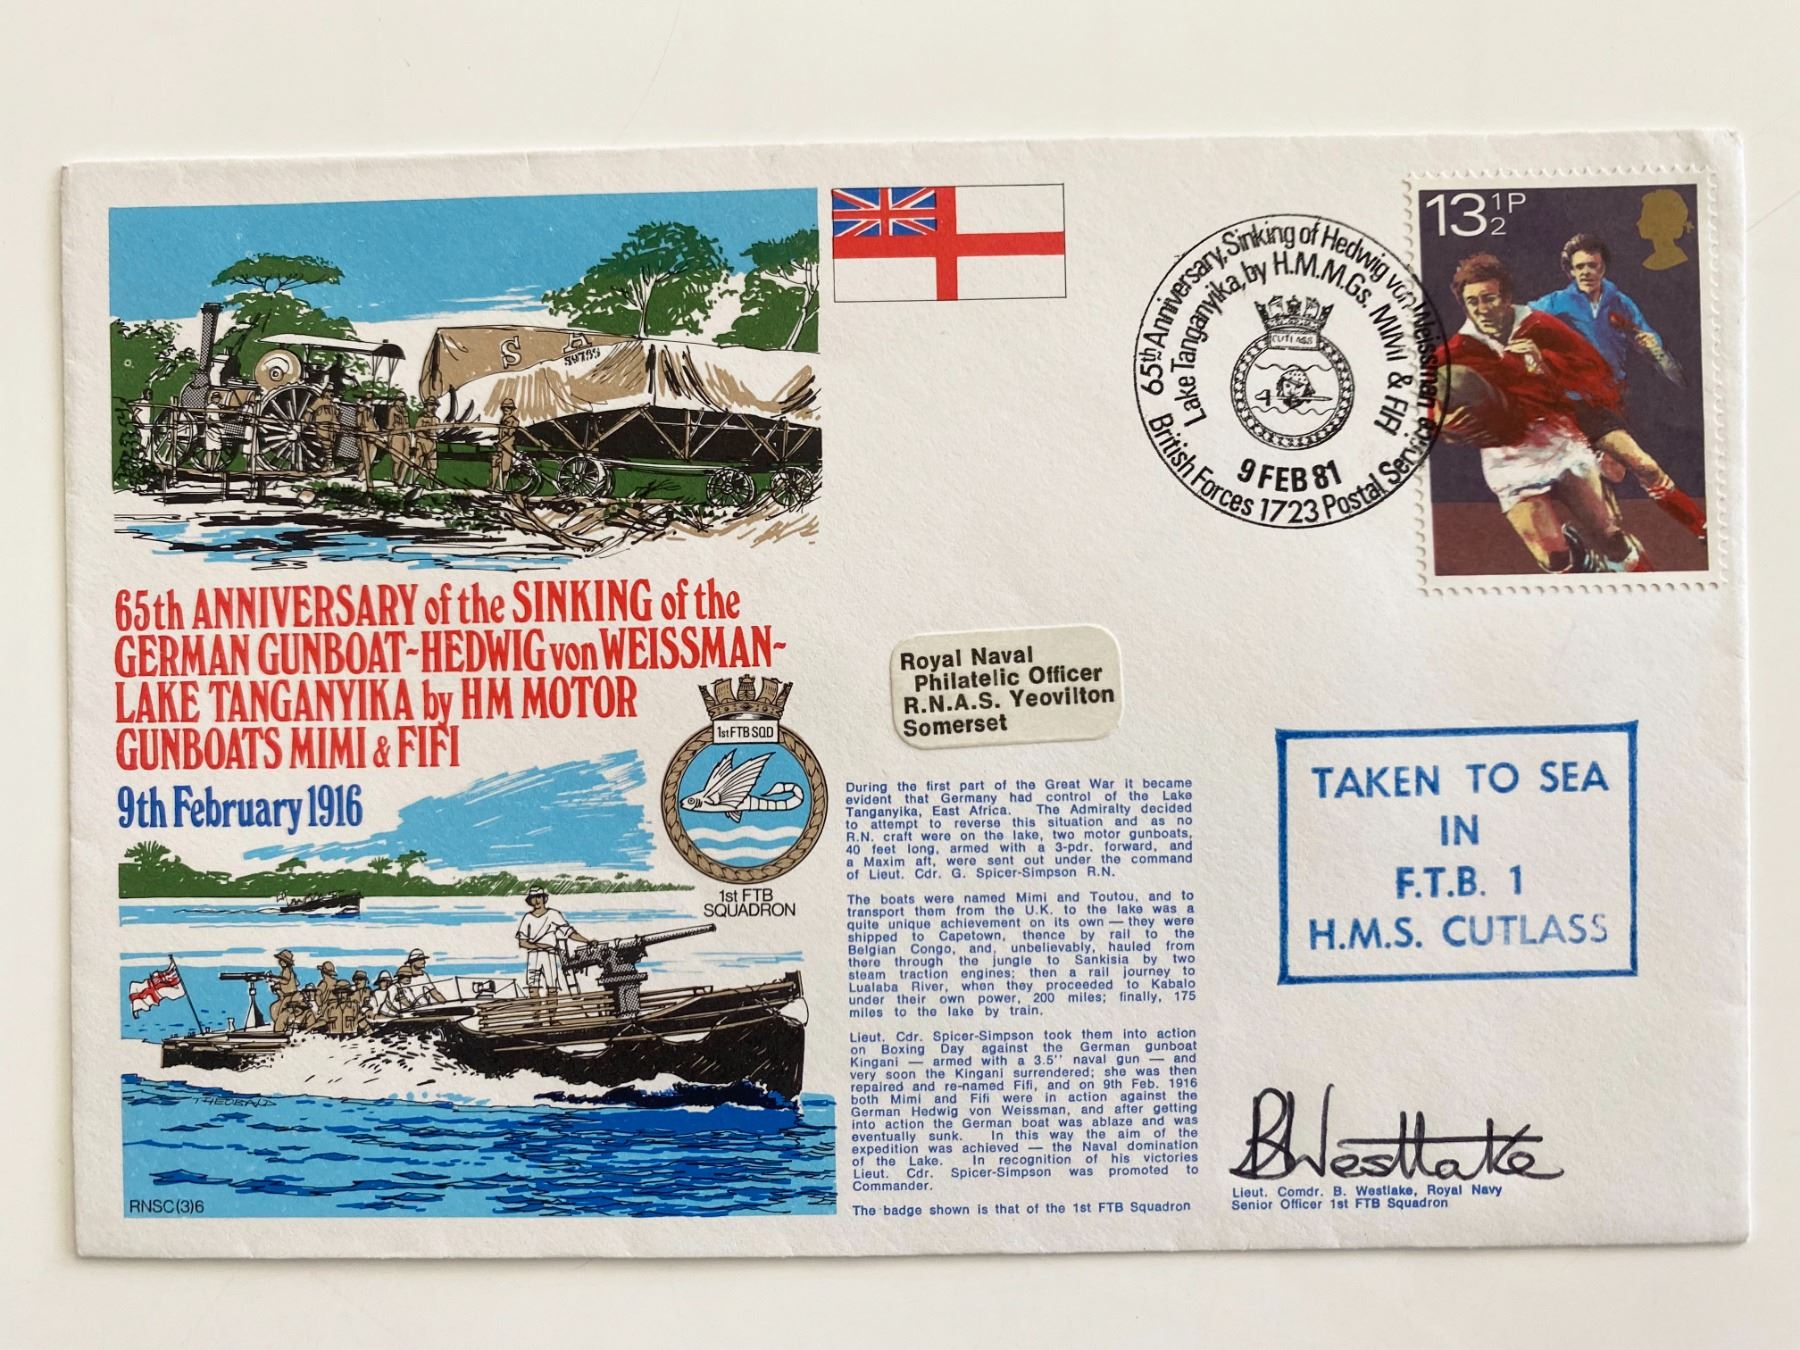 S A
65th ANNIVERSARY of the SINKING of the
GERMAN GUNBOAT~HEDWIG von WEISSMAN~
LAKE TANGANYIKA by HM MOTOR
GUNBOATS MIMI & FIFI
9th February 1916
1st FTB SQD
1st FTB
SQUADRON
THEOBALD
RNSC(3)6
65th Anniversary, Sinking of Hedwig von Weissman on
Lake Tanganyika, by H.M.M.Gs. MIMI & FIFI
CUTLASS
9 FEB 81
British Forces 1723 Postal Service
13 1/2P
Royal Naval
Philatelic Officer
R.N.A.S. Yeovilton
Somerset
During the first part of the Great War it became
evident that Germany had control of the Lake
Tanganyika, East Africa. The Admiralty decided
to attempt to reverse this situation and as no
R.N. craft were on the lake, two motor gunboats,
40 feet long, armed with a 3-pdr. forward, and
a Maxim aft, were sent out under the command
of Lieut. Cdr. G. Spicer-Simpson R.N.
The boats were named Mimi and Toutou, and to
transport them from the U.K. to the lake was a
quite unique achievement on its own — they were
shipped to Capetown, thence by rail to the
Belgian Congo, and, unbelievably, hauled from
there through the jungle to Sankisia by two
steam traction engines; then a rail journey to
Lualaba River, when they proceeded to Kabalo
under their own power, 200 miles; finally, 175
miles to the lake by train.
Lieut. Cdr. Spicer-Simpson took them into action
on Boxing Day against the German gunboat
Kingani — armed with a 3.5" naval gun — and
very soon the Kingani surrendered; she was then
repaired and re-named Fifi, and on 9th Feb. 1916
both Mimi and Fifi were in action against the
German Hedwig von Weissman, and after getting
into action the German boat was ablaze and was
eventually sunk. In this way the aim of the
expedition was achieved — the Naval domination
of the Lake. In recognition of his victories
Lieut. Cdr. Spicer-Simpson was promoted to
Commander.
The badge shown is that of the 1st FTB Squadron
TAKEN TO SEA
IN
F.T.B. 1
H.M.S. CUTLASS
B Westlake
Lieut. Comdr. B. Westlake, Royal Navy
Senior Officer 1st FTB Squadron